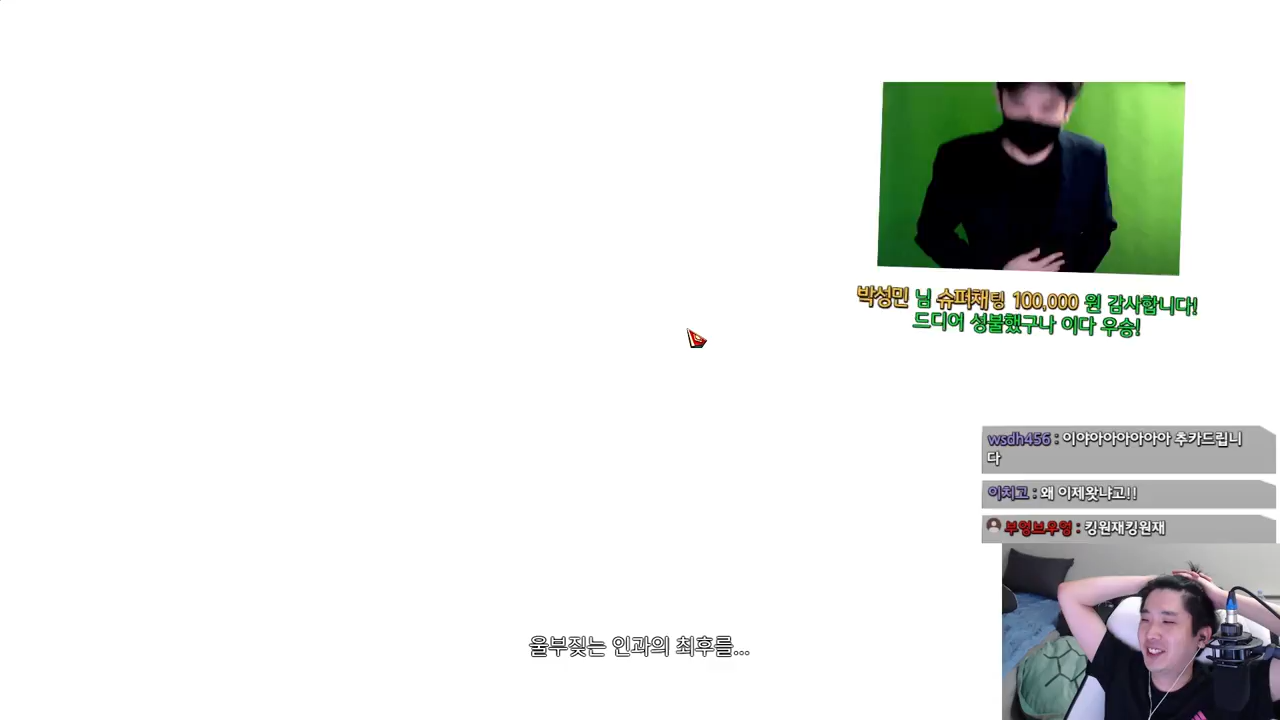 박성민 님 슈퍼채팅 100,000 원 감사합니다!
드디어 성불했구나 이다 우승!
wsdh456 : 이야아아아아아아 추카드립니
다
이치고 : 왜 이제왓냐고!!
부엉브우엉 : 킹원재킹원재
울부짖는 인과의 최후를...